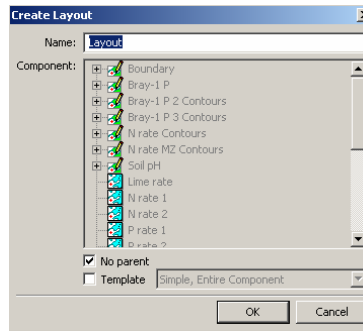 Create Layout
Name: Layout
Component:
Boundary
Bray-1 P
Bray-1 P 2 Contours
Bray-1 P 3 Contours
N rate Contours
N rate MZ Contours
Soil pH
Lime rate
N rate 1
N rate 2
P rate 1
P rate 2
No parent
Template Simple, Entire Component
OK Cancel